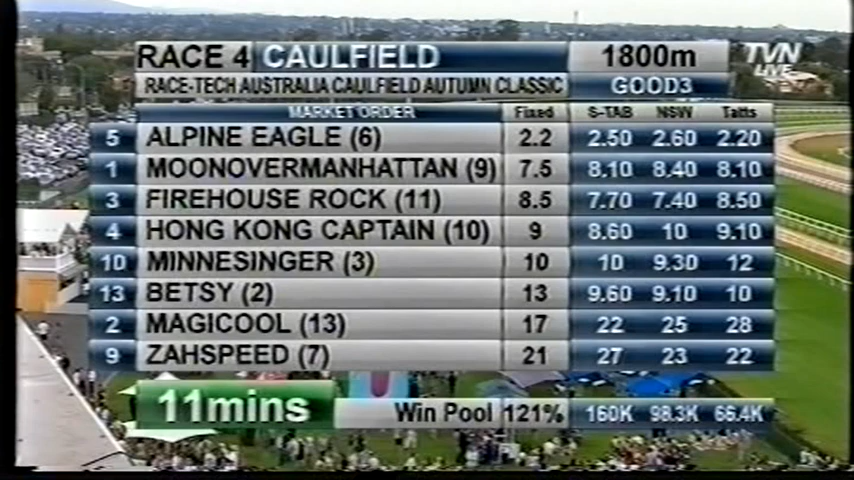 RACE 4 CAULFIELD 1800m
TVN
LIVE
RACE-TECH AUSTRALIA CAULFIELD AUTUMN CLASSIC GOOD3
MARKET ORDER Fixed S-TAB NSW Tatts
5 ALPINE EAGLE (6) 2.2 2.50 2.60 2.20
1 MOONOVERMANHATTAN (9) 7.5 8.10 8.40 8.10
3 FIREHOUSE ROCK (11) 8.5 7.70 7.40 8.50
4 HONG KONG CAPTAIN (10) 9 8.60 10 9.10
10 MINNESINGER (3) 10 10 9.30 12
13 BETSY (2) 13 9.60 9.10 10
2 MAGICOOL (13) 17 22 25 28
9 ZAHSPEED (7) 21 27 23 22
11mins Win Pool 121% 160K 98.3K 66.4K